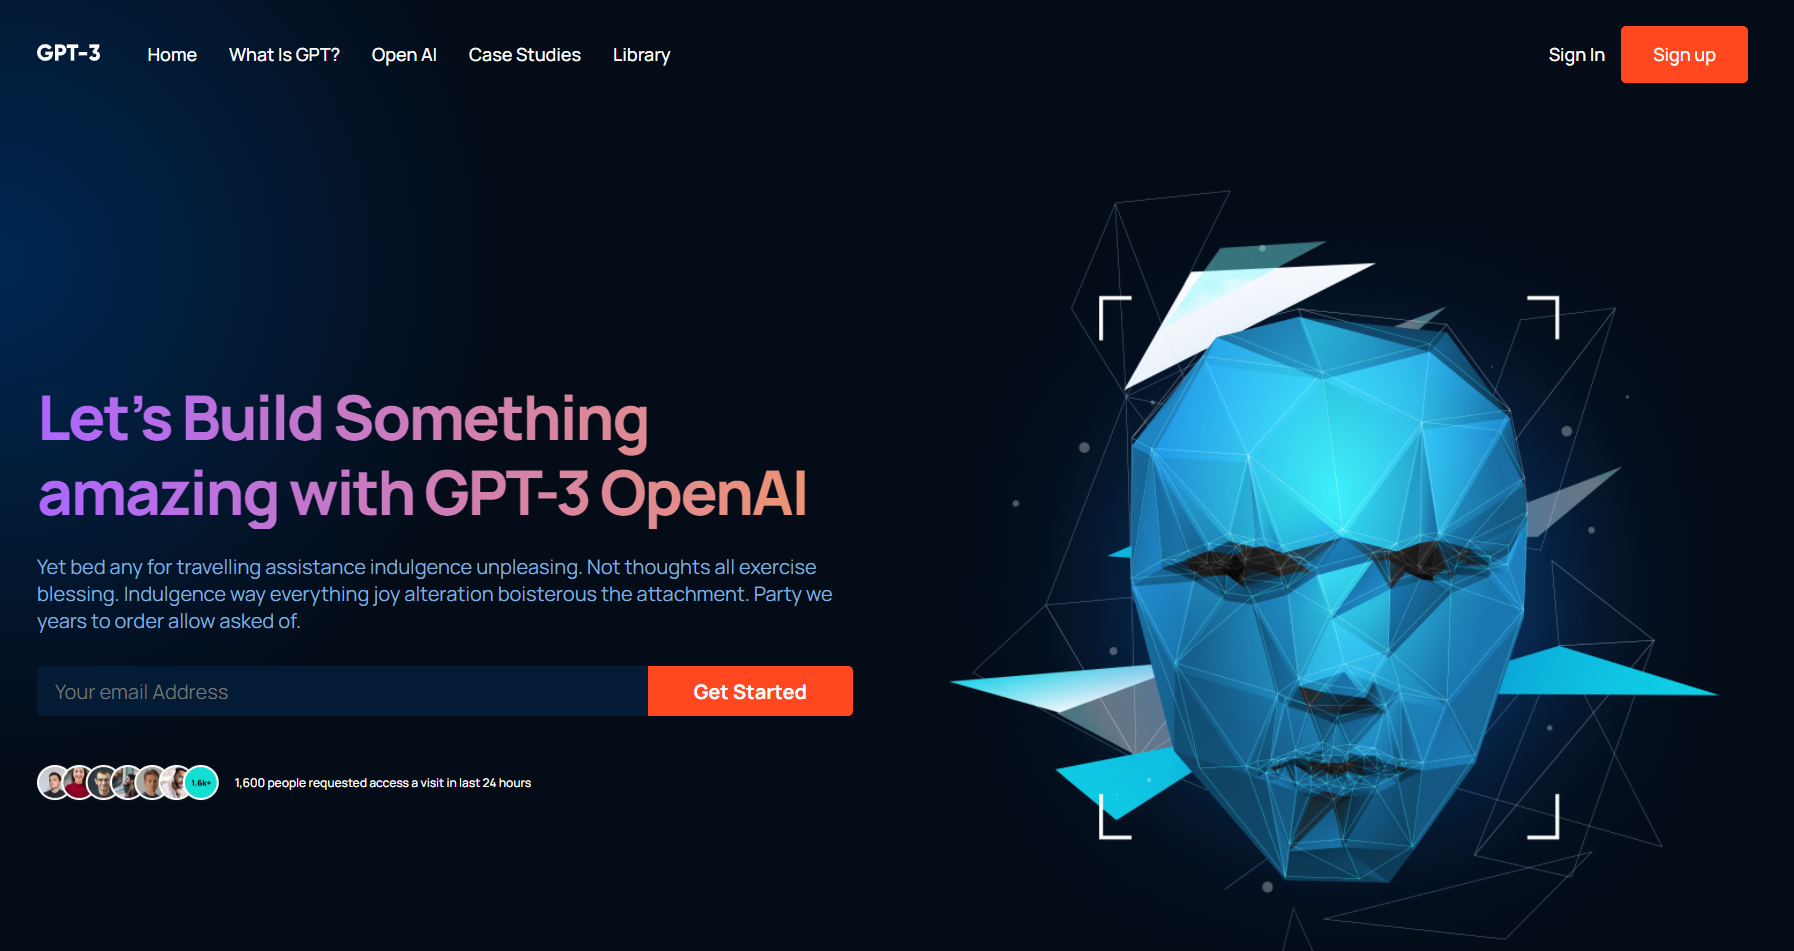 GPT-3
Home
What Is GPT?
Open AI
Case Studies
Library
Sign In
Sign up
Let's Build Something
amazing with GPT-3 OpenAI
Yet bed any for travelling assistance indulgence unpleasing. Not thoughts all exercise
blessing. Indulgence way everything joy alteration boisterous the attachment. Party we
years to order allow asked of.
Your email Address
Get Started
1.6k+
1,600 people requested access a visit in last 24 hours